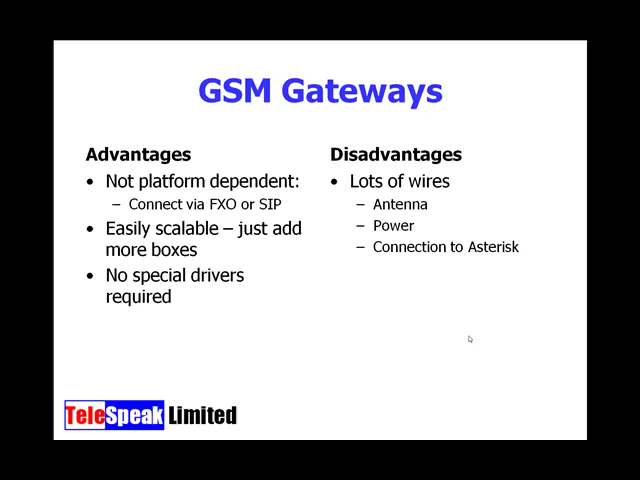 GSM Gateways
Advantages
• Not platform dependent:
– Connect via FXO or SIP
• Easily scalable – just add
more boxes
• No special drivers
required
Disadvantages
• Lots of wires
– Antenna
– Power
– Connection to Asterisk
TeleSpeak Limited